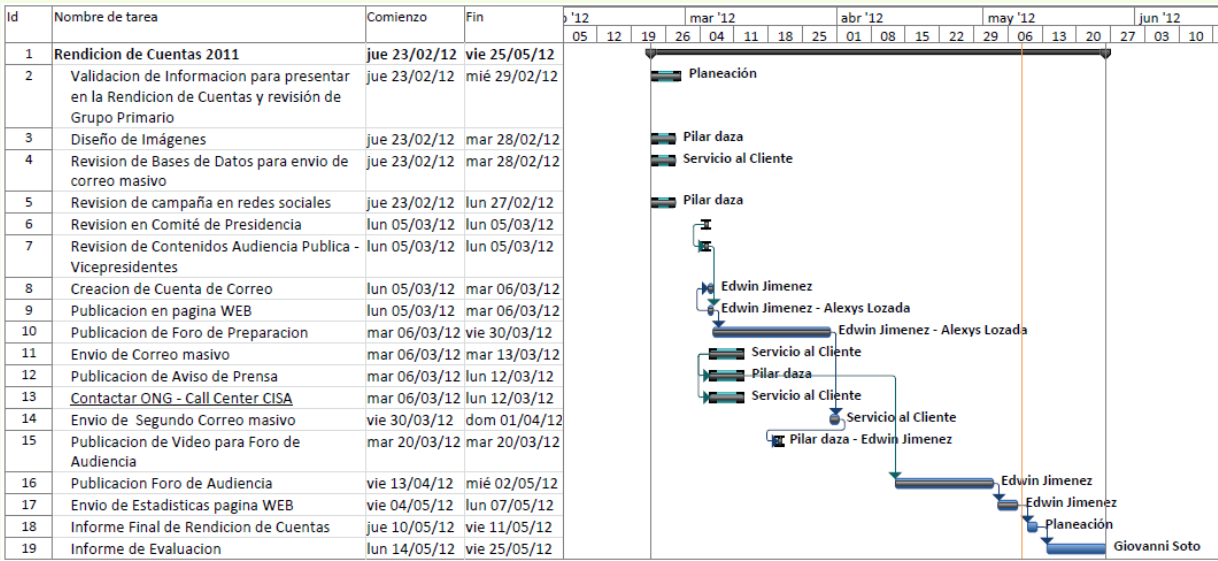 Id Nombre de tarea Comienzo Fin
o '12 mar '12 abr '12 may '12 jun '12
05 12 19 26 04 11 18 25 01 08 15 22 29 06 13 20 27 03 10
1 Rendicion de Cuentas 2011 jue 23/02/12 vie 25/05/12
2 Validacion de Informacion para presentar jue 23/02/12 mié 29/02/12 Planeación
en la Rendicion de Cuentas y revisión de
Grupo Primario
3 Diseño de Imágenes jue 23/02/12 mar 28/02/12 Pilar daza
4 Revision de Bases de Datos para envio de jue 23/02/12 mar 28/02/12 Servicio al Cliente
correo masivo
5 Revision de campaña en redes sociales jue 23/02/12 lun 27/02/12 Pilar daza
6 Revision en Comité de Presidencia lun 05/03/12 lun 05/03/12
7 Revision de Contenidos Audiencia Publica - lun 05/03/12 lun 05/03/12
Vicepresidentes
8 Creacion de Cuenta de Correo lun 05/03/12 mar 06/03/12 Edwin Jimenez
9 Publicacion en pagina WEB lun 05/03/12 mar 06/03/12 Edwin Jimenez - Alexys Lozada
10 Publicacion de Foro de Preparacion mar 06/03/12 vie 30/03/12 Edwin Jimenez - Alexys Lozada
11 Envio de Correo masivo mar 06/03/12 mar 13/03/12 Servicio al Cliente
12 Publicacion de Aviso de Prensa mar 06/03/12 lun 12/03/12 Pilar daza
13 Contactar ONG - Call Center CISA mar 06/03/12 lun 12/03/12 Servicio al Cliente
14 Envio de Segundo Correo masivo vie 30/03/12 dom 01/04/12 Servicio al Cliente
15 Publicacion de Video para Foro de mar 20/03/12 mar 20/03/12 Pilar daza - Edwin Jimenez
Audiencia
16 Publicacion Foro de Audiencia vie 13/04/12 mié 02/05/12 Edwin Jimenez
17 Envio de Estadisticas pagina WEB vie 04/05/12 lun 07/05/12 Edwin Jimenez
18 Informe Final de Rendicion de Cuentas jue 10/05/12 vie 11/05/12 Planeación
19 Informe de Evaluacion lun 14/05/12 vie 25/05/12 Giovanni Soto